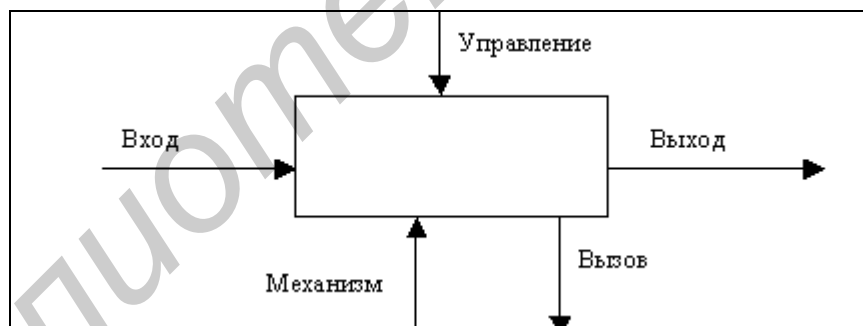 Управление
Вход
Выход
Вызов
Механизм